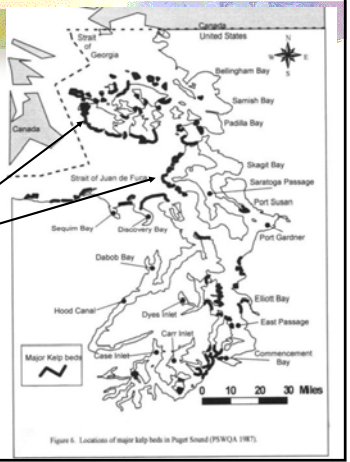 Canada
United States
Strait
of
Georgia
N
W
E
S
Bellingham Bay
Samish Bay
Padilla Bay
Canada
Skagit Bay
Strait of Juan de Fuca
Saratoga Passage
Port Susan
Sequim Bay
Discovery Bay
Port Gardner
Dabob Bay
Hood Canal
Dyes Inlet
Elliott Bay
East Passage
Carr Inlet
Case Inlet
Commencement
Bay
Major Kelp beds
0 10 20 30 Miles
Figure 6. Locations of major kelp beds in Puget Sound (PSWQA 1987).